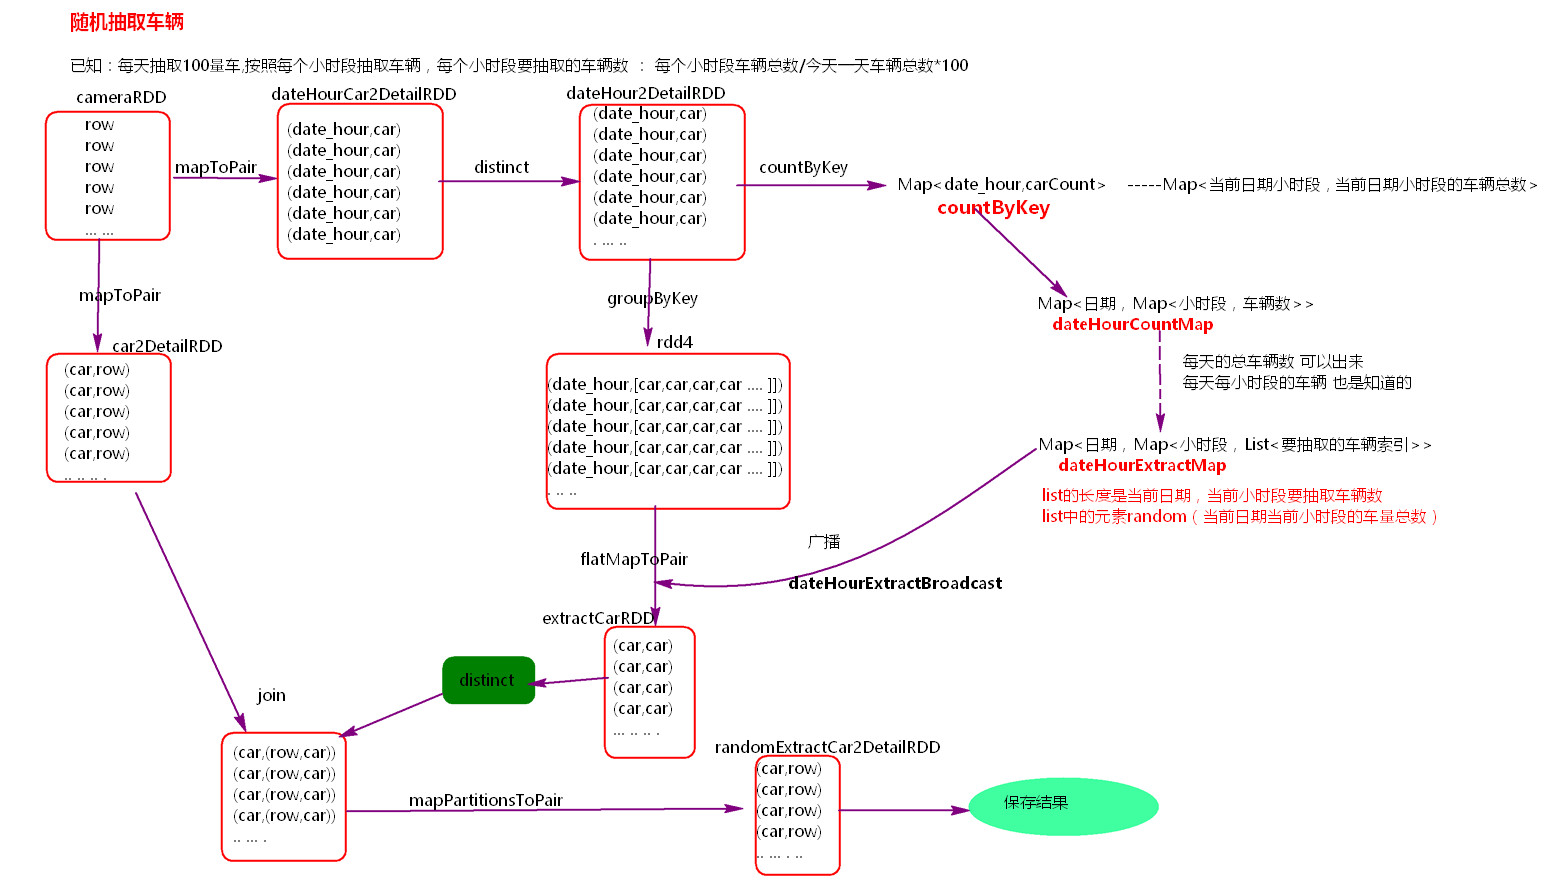 随机抽取车辆
已知：每天抽取100量车,按照每个小时段抽取车辆，每个小时段要抽取的车辆数 ： 每个小时段车辆总数/今天一天车辆总数*100
cameraRDD
row
row
row
row
row
... ...
mapToPair
dateHourCar2DetailRDD
(date_hour,car)
(date_hour,car)
(date_hour,car)
(date_hour,car)
(date_hour,car)
(date_hour,car)
distinct
dateHour2DetailRDD
(date_hour,car)
(date_hour,car)
(date_hour,car)
(date_hour,car)
(date_hour,car)
(date_hour,car)
. ... ..
countByKey
Map<date_hour,carCount> -----Map<当前日期小时段，当前日期小时段的车辆总数>
countByKey
mapToPair
groupByKey
Map<日期，Map<小时段，车辆数>>
dateHourCountMap
每天的总车辆数 可以出来
每天每小时段的车辆 也是知道的
car2DetailRDD
(car,row)
(car,row)
(car,row)
(car,row)
(car,row)
.. .. .. .
rdd4
(date_hour,[car,car,car,car .... ]])
(date_hour,[car,car,car,car .... ]])
(date_hour,[car,car,car,car .... ]])
(date_hour,[car,car,car,car .... ]])
(date_hour,[car,car,car,car .... ]])
. .. ..
Map<日期，Map<小时段，List<要抽取的车辆索引>>
dateHourExtractMap
list的长度是当前日期，当前小时段要抽取车辆数
list中的元素random（当前日期当前小时段的车量总数）
广播
flatMapToPair
dateHourExtractBroadcast
extractCarRDD
(car,car)
(car,car)
(car,car)
(car,car)
... .. .. .
distinct
join
(car,(row,car))
(car,(row,car))
(car,(row,car))
(car,(row,car))
.. ... .
mapPartitionsToPair
randomExtractCar2DetailRDD
(car,row)
(car,row)
(car,row)
(car,row)
.. ... . ..
保存结果